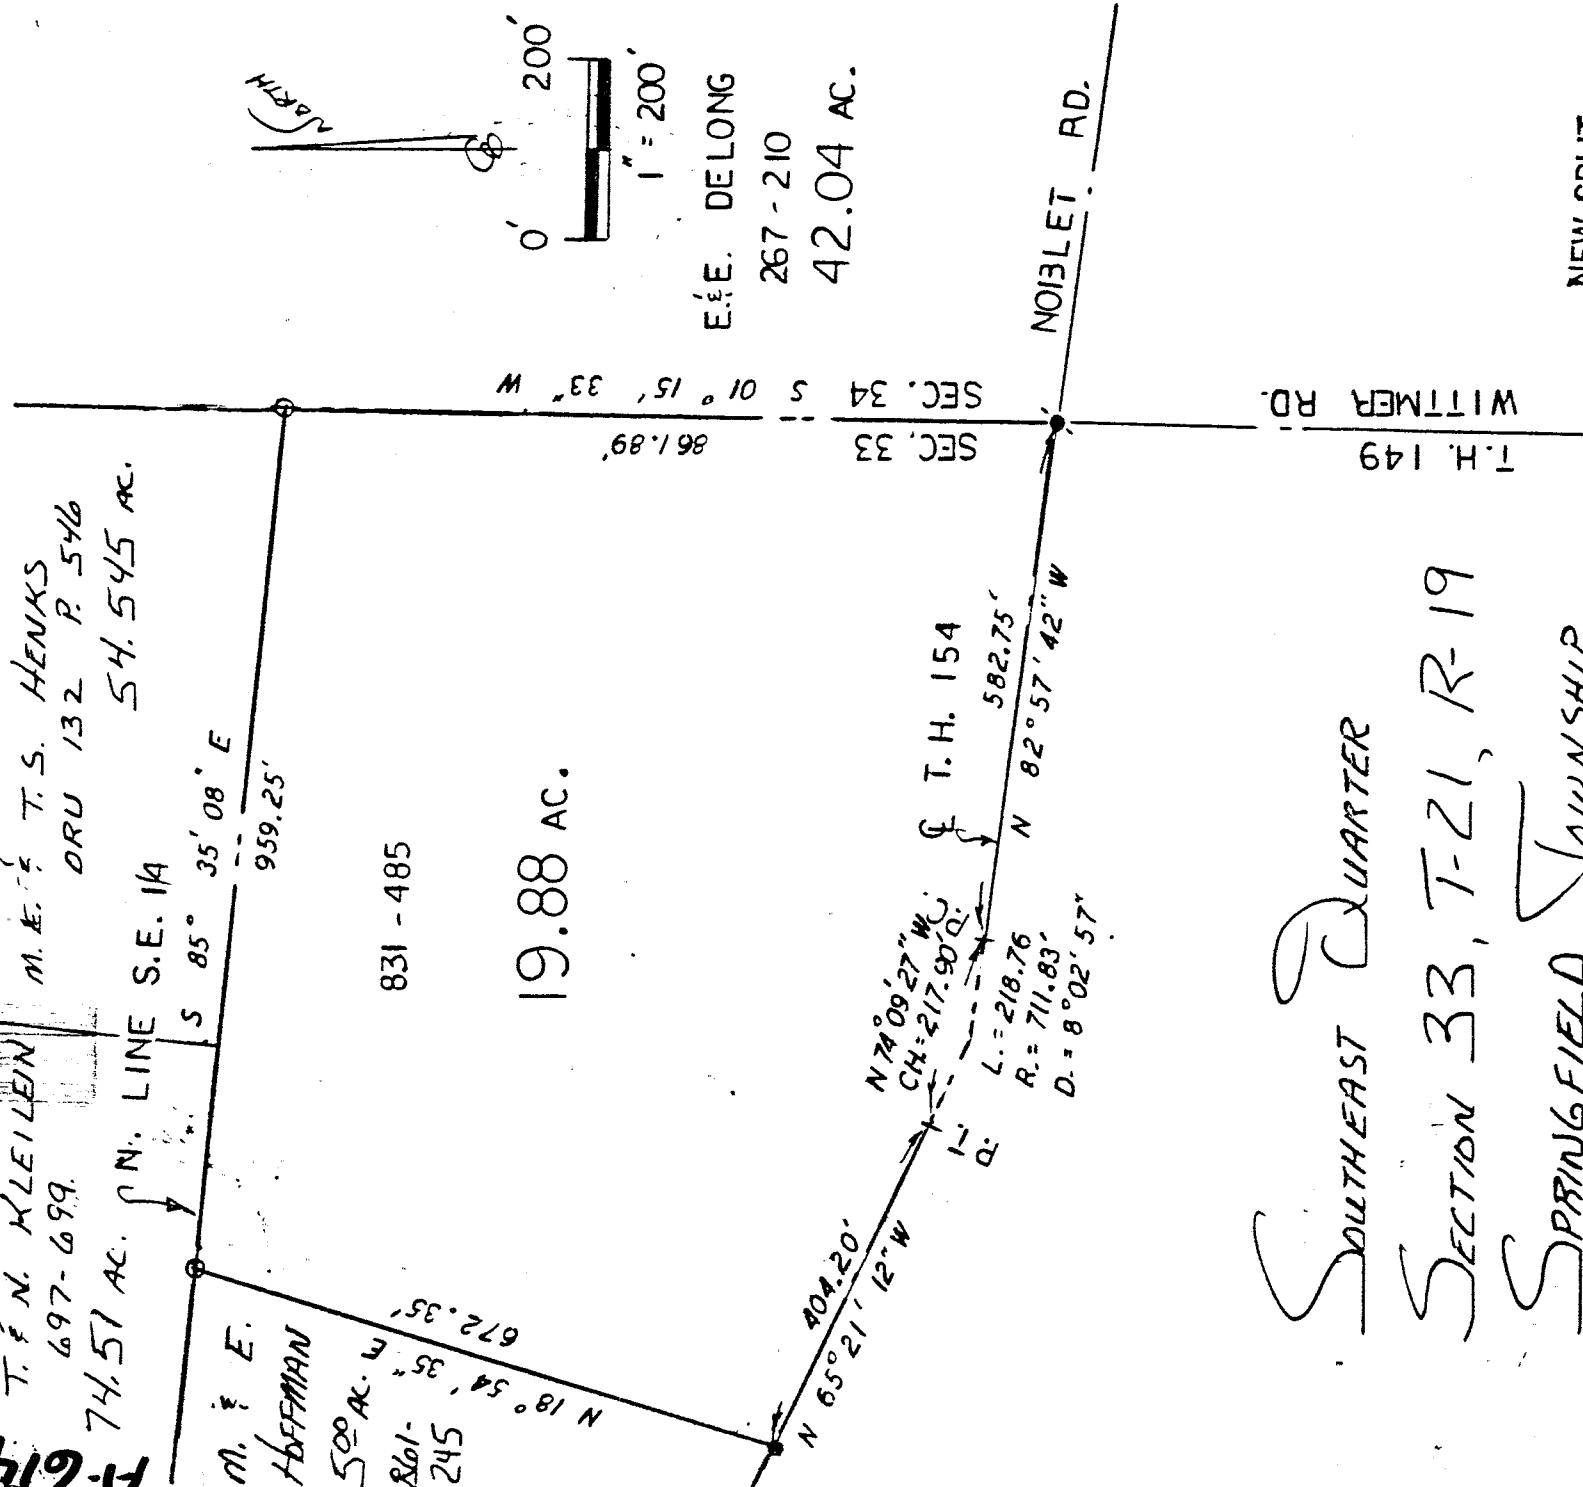 NORTH
0' 200'
1" = 200'
E. & E. DELONG
267 - 210
42.04 AC.
NOBLET RD.
NEW SPLIT
T. & N. KLEILEIN
697-699
74.51 AC.
M.E. & T.S. HENKS
ORU 132 P. 546
54.545 AC.
N. LINE S.E. 1/4
S 85° 35' 08" E
959.25'
831 - 485
19.88 AC.
M. & E.
HOFFMAN
5.00 AC.
861-
245
N 18° 54' 35" E
672.35'
S 01° 15' 33" W
861.89'
SEC. 34
SEC. 33
WITTMER RD.
T.H. 149
℄ T.H. 154
582.75'
N 82° 57' 42" W
P.C.
N 74° 09' 27" W
CH. = 217.90'
L. = 218.76
R. = 711.83'
D. = 8° 02' 57"
P.T.
404.20'
N 65° 21' 12" W
SOUTHEAST QUARTER
SECTION 33, T-21, R-19
SPRINGFIELD TOWNSHIP